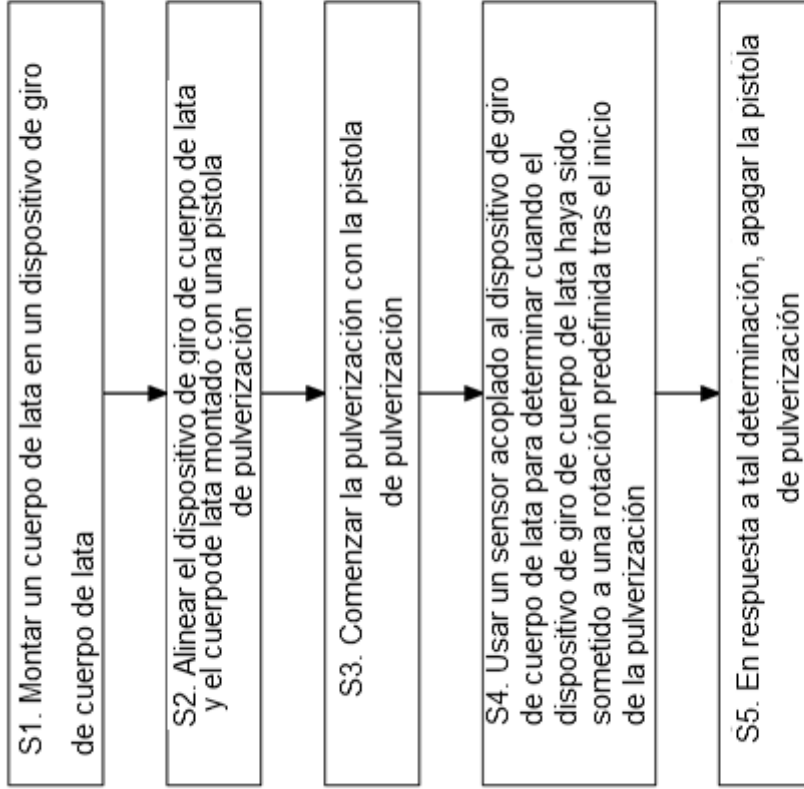 S1. Montar un cuerpo de lata en un dispositivo de giro
de cuerpo de lata
S2. Alinear el dispositivo de giro de cuerpo de lata
y el cuerpode lata montado con una pistola
de pulverización
S3. Comenzar la pulverización con la pistola
de pulverización
S4. Usar un sensor acoplado al dispositivo de giro
de cuerpo de lata para determinar cuando el
dispositivo de giro de cuerpo de lata haya sido
sometido a una rotación predefinida tras el inicio
de la pulverización
S5. En respuesta a tal determinación, apagar la pistola
de pulverización